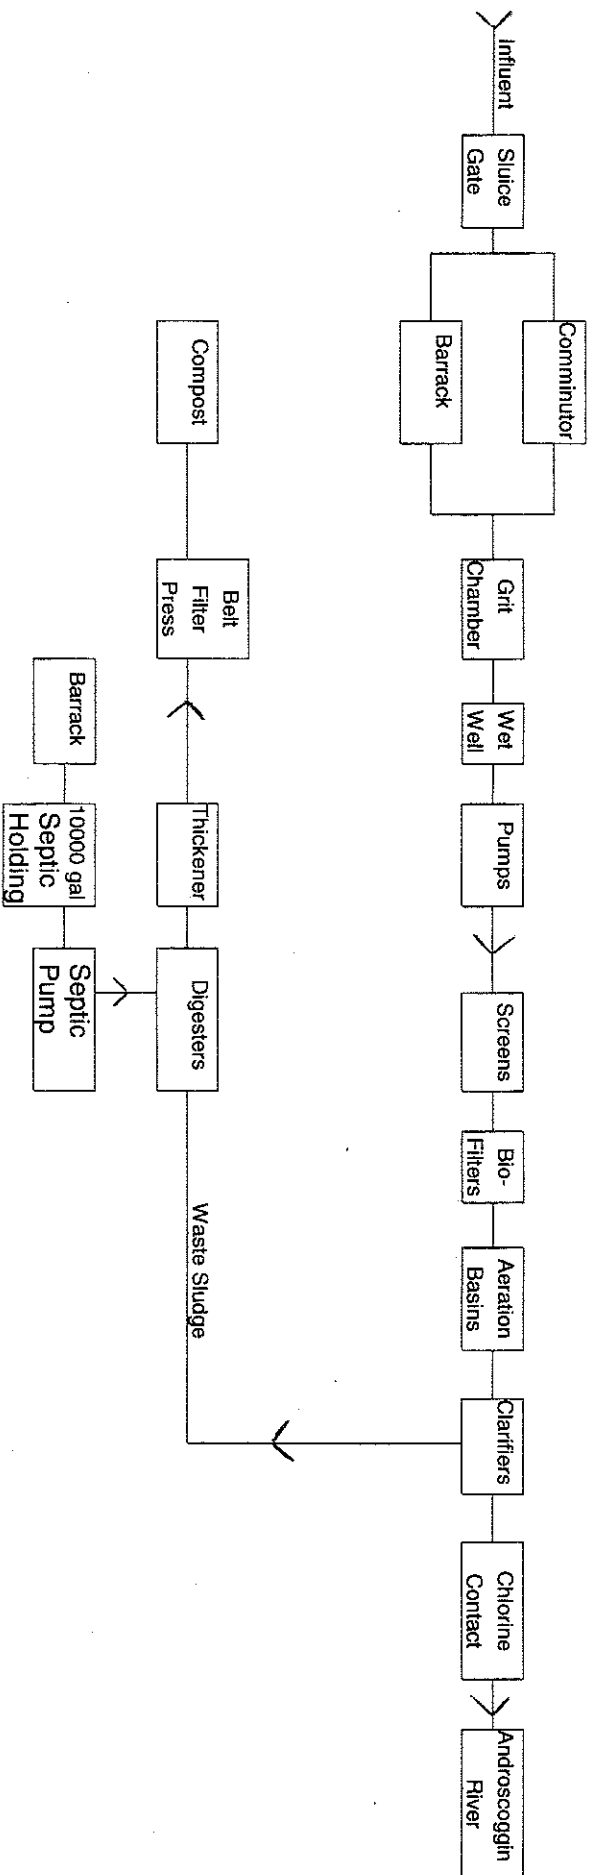 Influent
Sluice
Gate
Comminutor
Barrack
Grit
Chamber
Wet
Well
Pumps
Screens
Bio-
Filters
Aeration
Basins
Clarifiers
Chlorine
Contact
Androscoggin
River
Waste Sludge
Compost
Belt
Filter
Press
Thickener
Digesters
Barrack
10000 gal
Septic
Holding
Septic
Pump